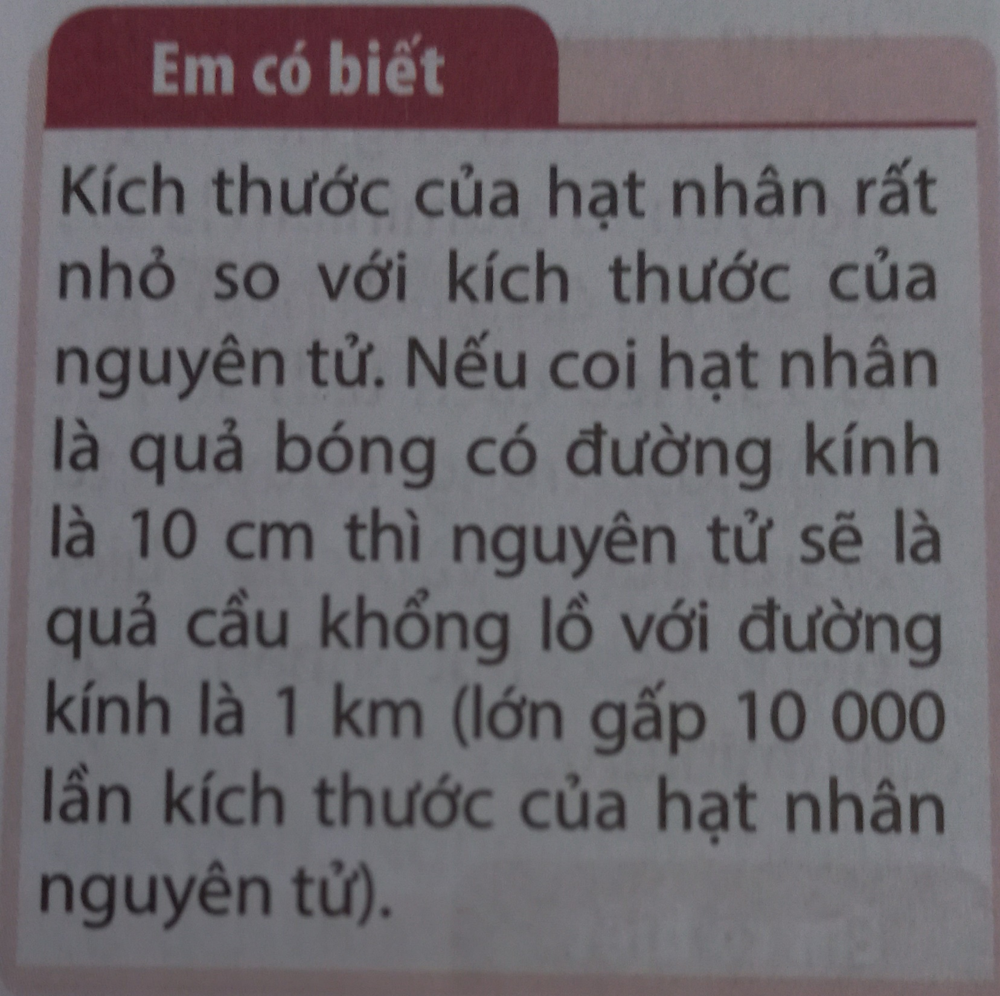 Em có biết
Kích thước của hạt nhân rất
nhỏ so với kích thước của
nguyên tử. Nếu coi hạt nhân
là quả bóng có đường kính
là 10 cm thì nguyên tử sẽ là
quả cầu khổng lồ với đường
kính là 1 km (lớn gấp 10 000
lần kích thước của hạt nhân
nguyên tử).